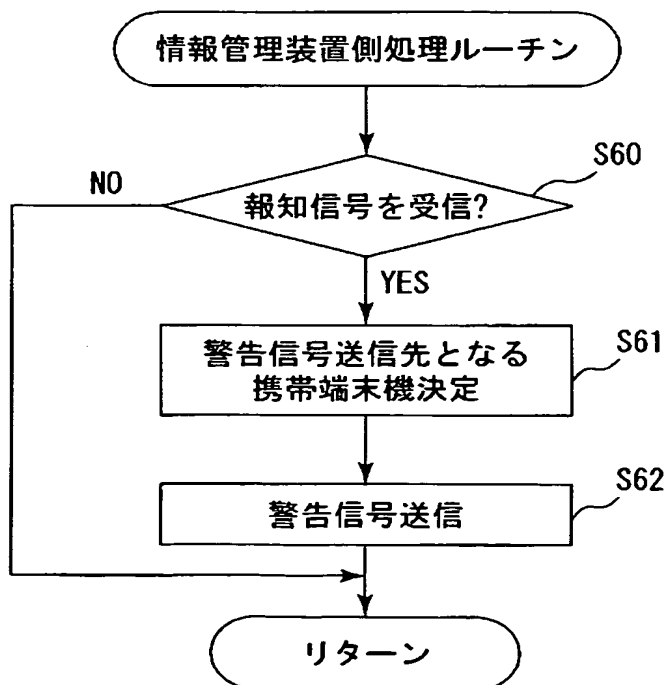 情報管理装置側処理ルーチン
S60
NO
報知信号を受信?
YES
警告信号送信先となる
携帯端末機決定
S61
S62
警告信号送信
リターン